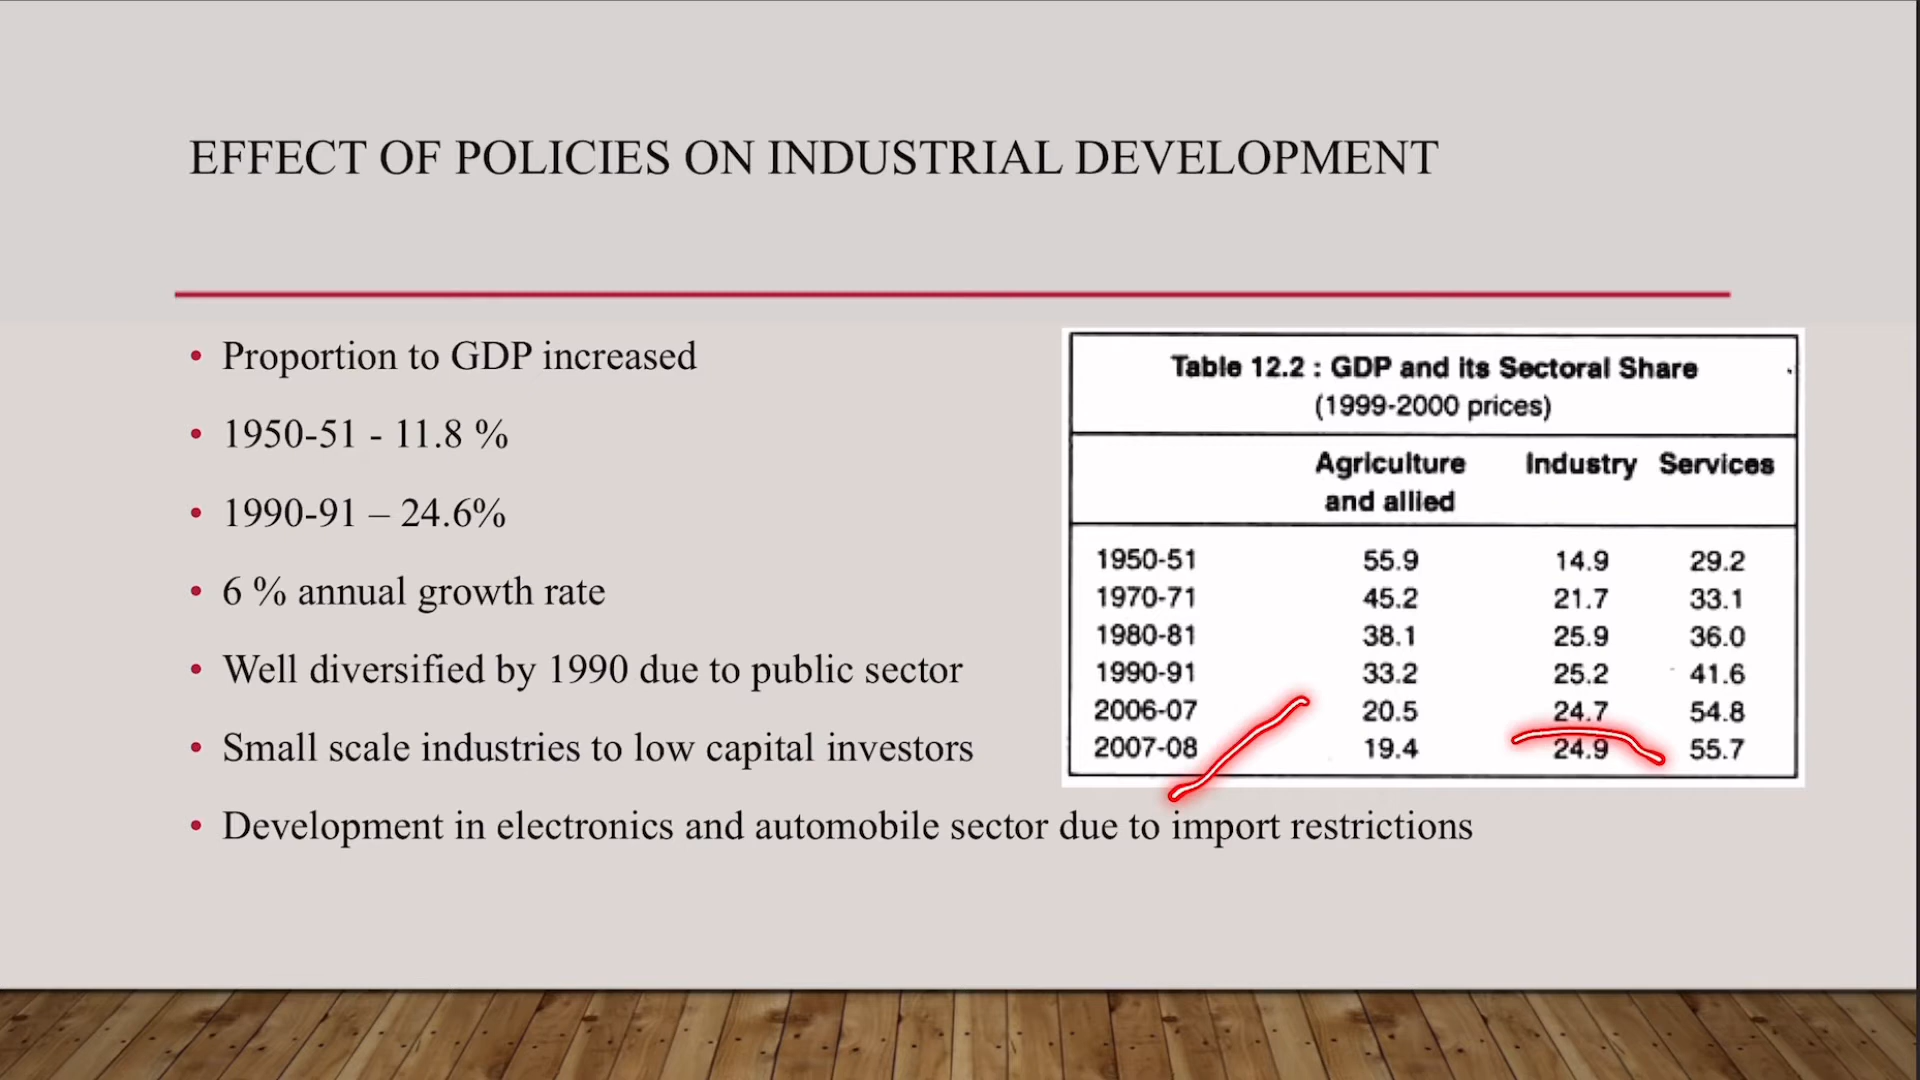 EFFECT OF POLICIES ON INDUSTRIAL DEVELOPMENT
• Proportion to GDP increased
• 1950-51 - 11.8 %
• 1990-91 – 24.6%
• 6 % annual growth rate
• Well diversified by 1990 due to public sector
• Small scale industries to low capital investors
• Development in electronics and automobile sector due to import restrictions
Table 12.2 : GDP and its Sectoral Share
(1999-2000 prices)
Agriculture Industry Services
and allied
1950-51 55.9 14.9 29.2
1970-71 45.2 21.7 33.1
1980-81 38.1 25.9 36.0
1990-91 33.2 25.2 41.6
2006-07 20.5 24.7 54.8
2007-08 19.4 24.9 55.7